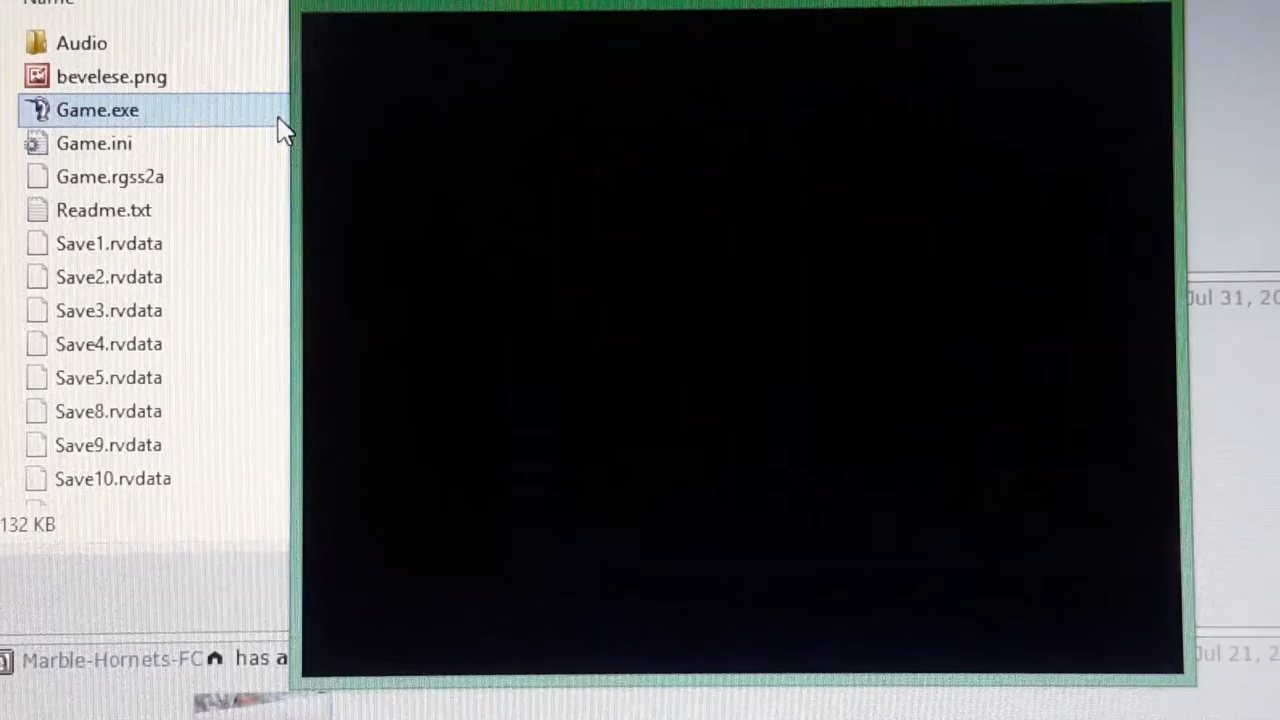 Name
Audio
bevelese.png
Game.exe
Game.ini
Game.rgss2a
Readme.txt
Save1.rvdata
Save2.rvdata
Save3.rvdata
Save4.rvdata
Save5.rvdata
Save8.rvdata
Save9.rvdata
Save10.rvdata
132 KB
Jul 31, 20
Marble-Hornets-FC has a
Jul 21, 2